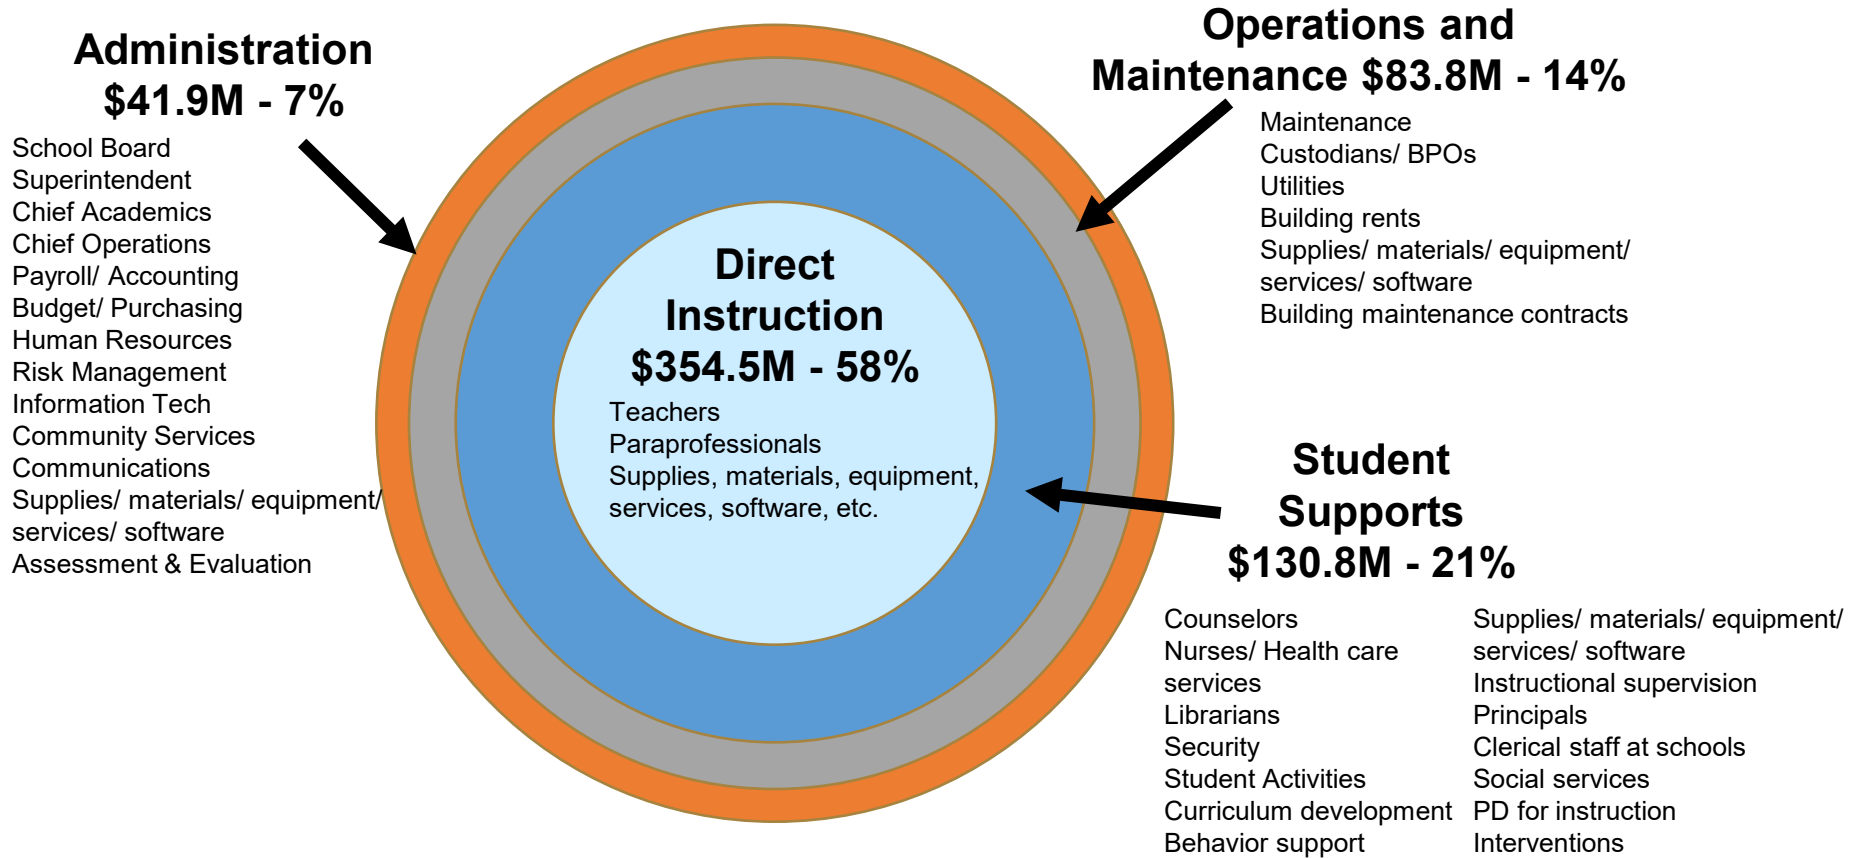 Administration
$41.9M - 7%
School Board
Superintendent
Chief Academics
Chief Operations
Payroll/ Accounting
Budget/ Purchasing
Human Resources
Risk Management
Information Tech
Community Services
Communications
Supplies/ materials/ equipment/
services/ software
Assessment & Evaluation
Direct
Instruction
$354.5M - 58%
Teachers
Paraprofessionals
Supplies, materials, equipment,
services, software, etc.
Operations and
Maintenance $83.8M - 14%
Maintenance
Custodians/ BPOs
Utilities
Building rents
Supplies/ materials/ equipment/
services/ software
Building maintenance contracts
Student
Supports
$130.8M - 21%
Counselors
Nurses/ Health care
services
Librarians
Security
Student Activities
Curriculum development
Behavior support
Supplies/ materials/ equipment/
services/ software
Instructional supervision
Principals
Clerical staff at schools
Social services
PD for instruction
Interventions